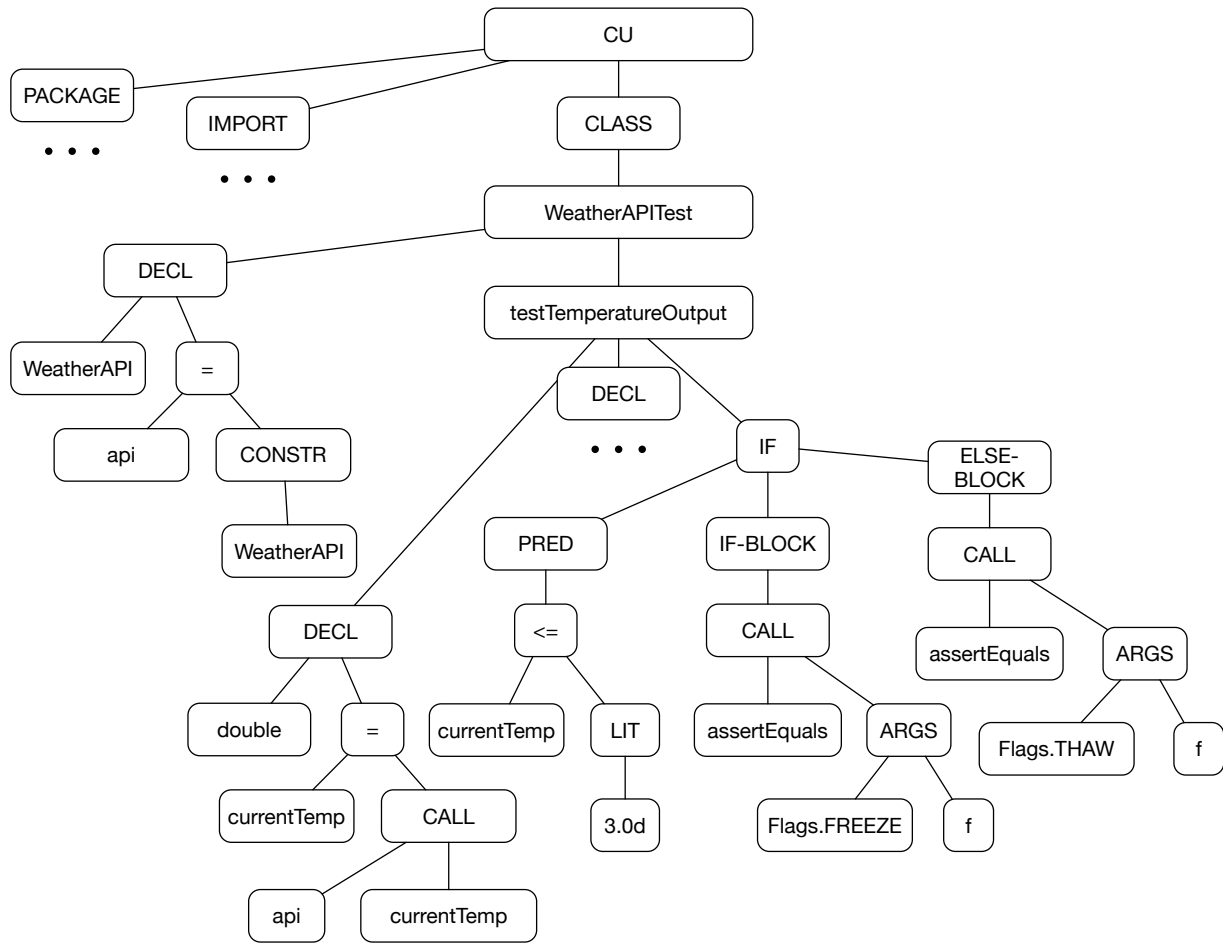 CU
PACKAGE
IMPORT
CLASS
• • •
• • •
WeatherAPITest
DECL
testTemperatureOutput
WeatherAPI
=
DECL
api
CONSTR
• • •
IF
ELSE-
BLOCK
WeatherAPI
PRED
IF-BLOCK
CALL
DECL
<=
CALL
assertEquals
ARGS
double
=
currentTemp
LIT
assertEquals
ARGS
Flags.THAW
f
currentTemp
CALL
3.0d
Flags.FREEZE
f
api
currentTemp